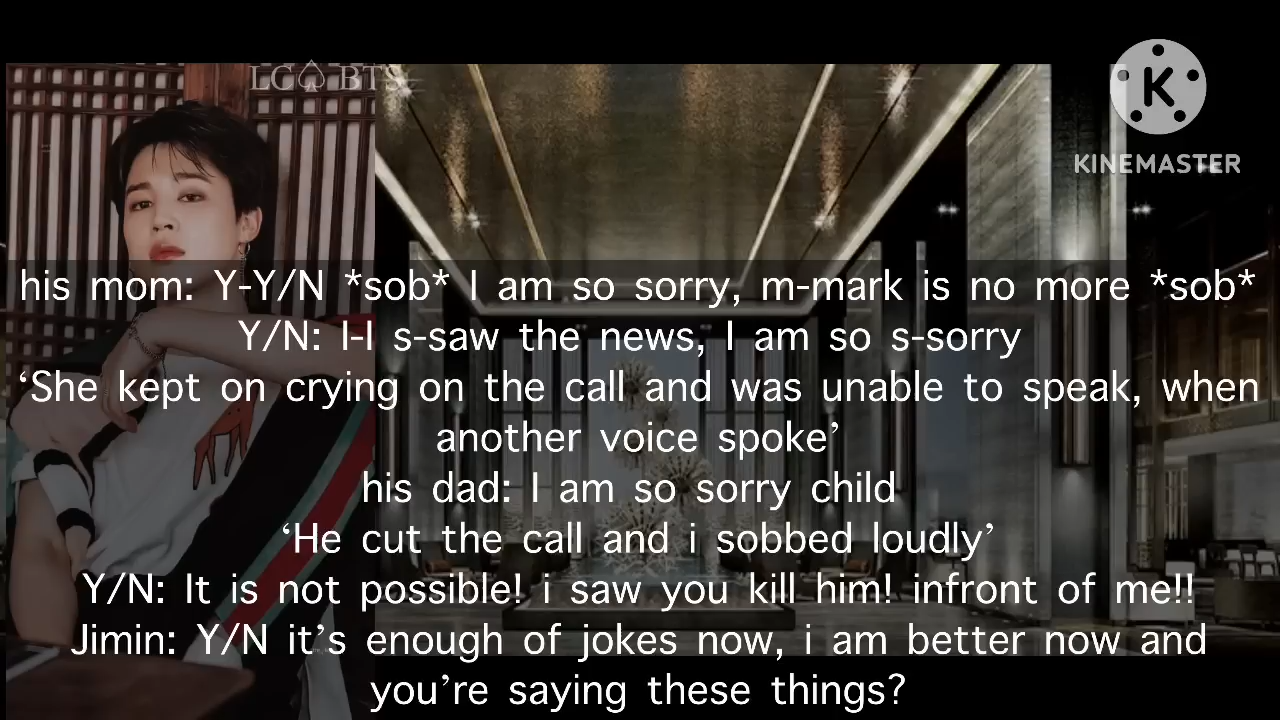 LC♤BTS
KINEMASTER
his mom: Y-Y/N *sob* I am so sorry, m-mark is no more *sob*
Y/N: I-I s-saw the news, I am so s-sorry
‘She kept on crying on the call and was unable to speak, when
another voice spoke’
his dad: I am so sorry child
‘He cut the call and i sobbed loudly’
Y/N: It is not possible! i saw you kill him! infront of me!!
Jimin: Y/N it’s enough of jokes now, i am better now and
you’re saying these things?